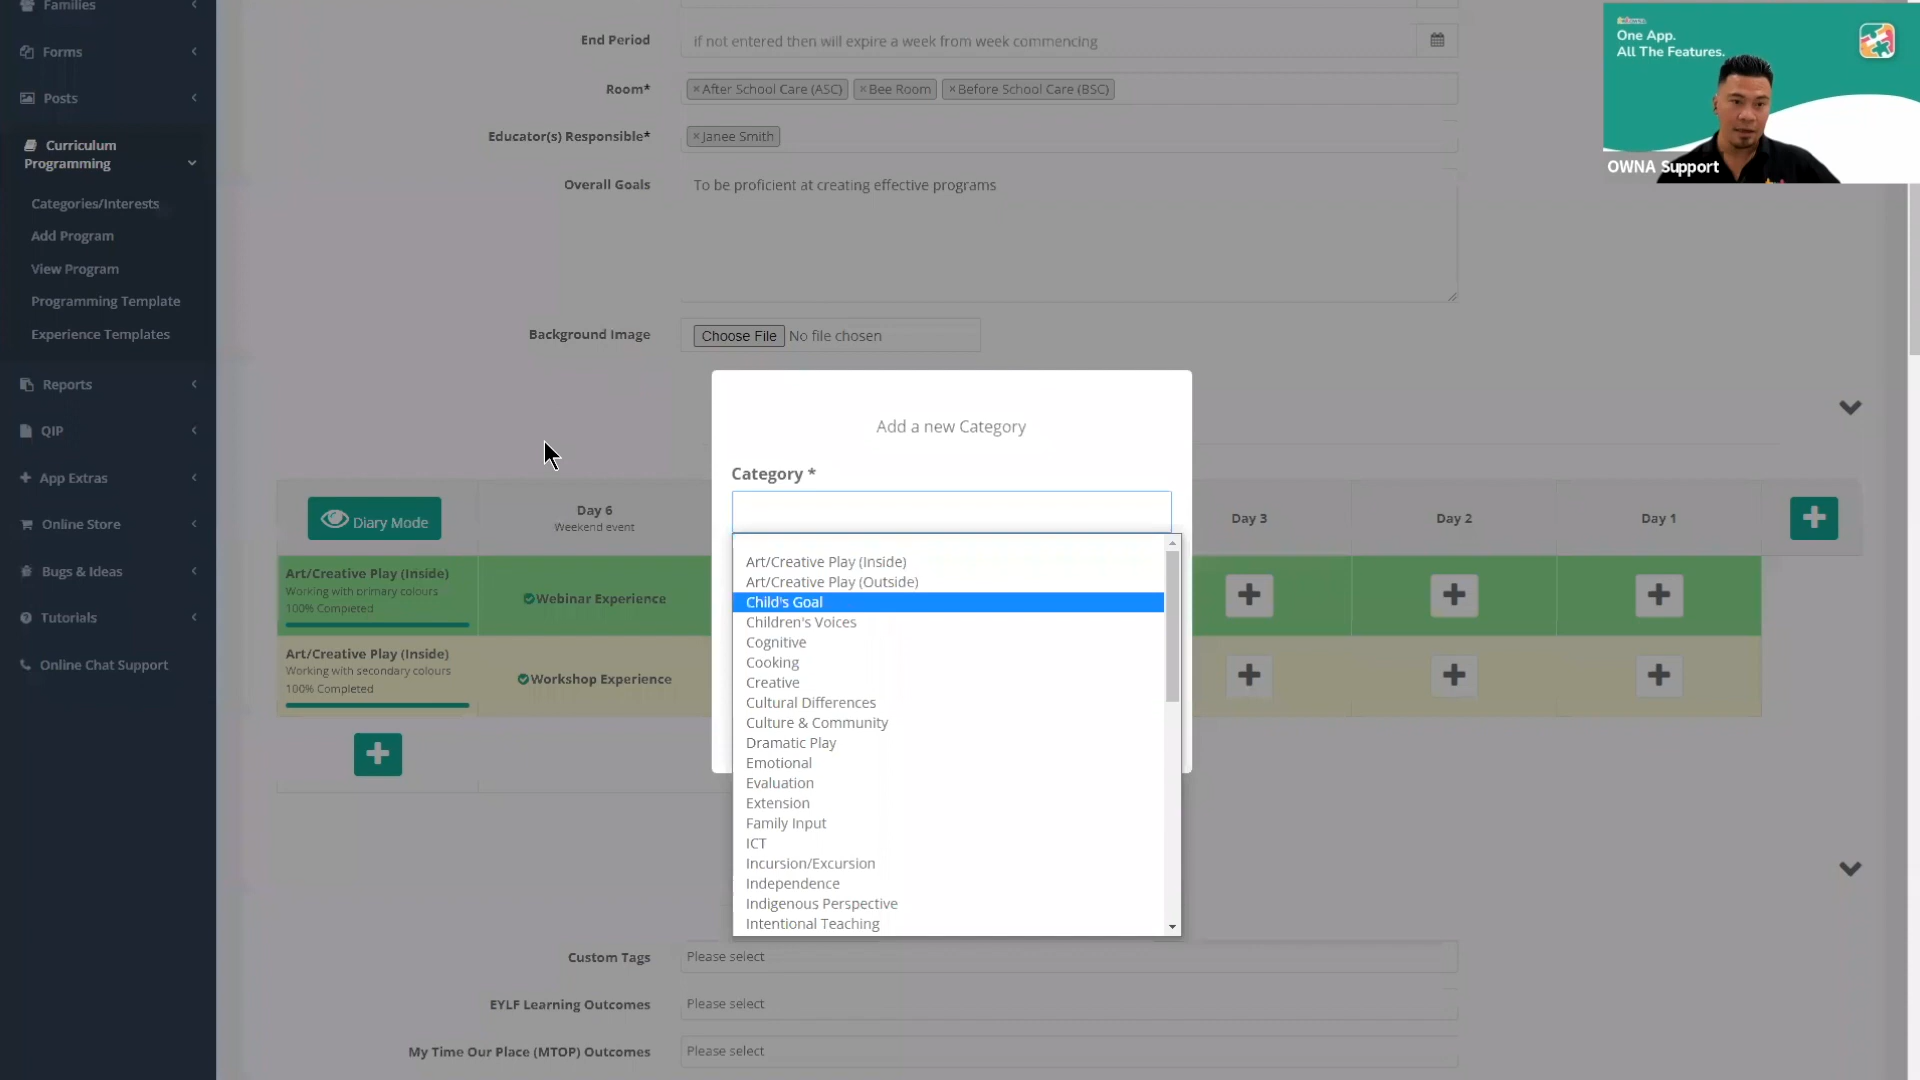 Families
Forms
Posts
Curriculum
Programming
Categories/Interests
Add Program
View Program
Programming Template
Experience Templates
Reports
QIP
App Extras
Online Store
Bugs & Ideas
Tutorials
Online Chat Support
End Period
if not entered then will expire a week from week commencing
Room*
×After School Care (ASC) ×Bee Room ×Before School Care (BSC)
Educator(s) Responsible*
×Janee Smith
Overall Goals
To be proficient at creating effective programs
Background Image
Choose File No file chosen
One App.
All The Features.
OWNA Support
Add a new Category
Category *
Art/Creative Play (Inside)
Art/Creative Play (Outside)
Child's Goal
Children's Voices
Cognitive
Cooking
Creative
Cultural Differences
Culture & Community
Dramatic Play
Emotional
Evaluation
Extension
Family Input
ICT
Incursion/Excursion
Independence
Indigenous Perspective
Intentional Teaching
Diary Mode
Day 6
Weekend event
Day 3
Day 2
Day 1
Art/Creative Play (Inside)
Working with primary colours
100% Completed
Webinar Experience
Art/Creative Play (Inside)
Working with secondary colours
100% Completed
Workshop Experience
Custom Tags
Please select
EYLF Learning Outcomes
Please select
My Time Our Place (MTOP) Outcomes
Please select